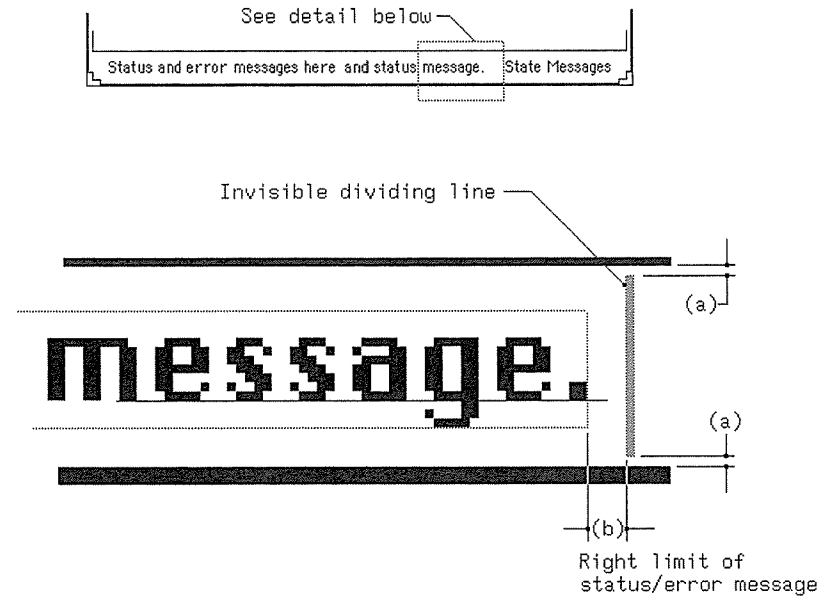 See detail below
Status and error messages here and status message. State Messages
Invisible dividing line
(a)
message.
(a)
(b)
Right limit of
status/error message